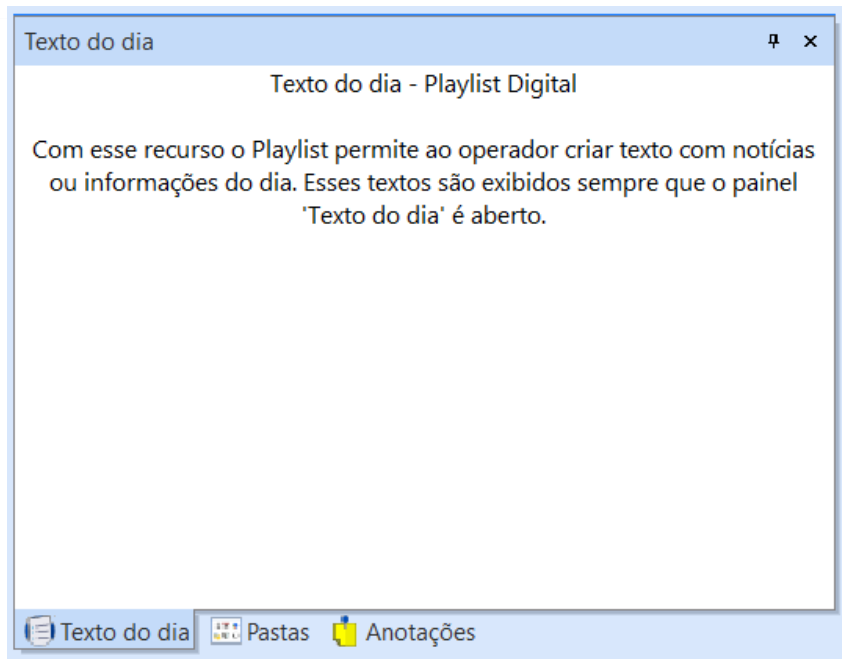 Texto do dia
Texto do dia - Playlist Digital
Com esse recurso o Playlist permite ao operador criar texto com notícias
ou informações do dia. Esses textos são exibidos sempre que o painel
'Texto do dia' é aberto.
Texto do dia Pastas Anotações